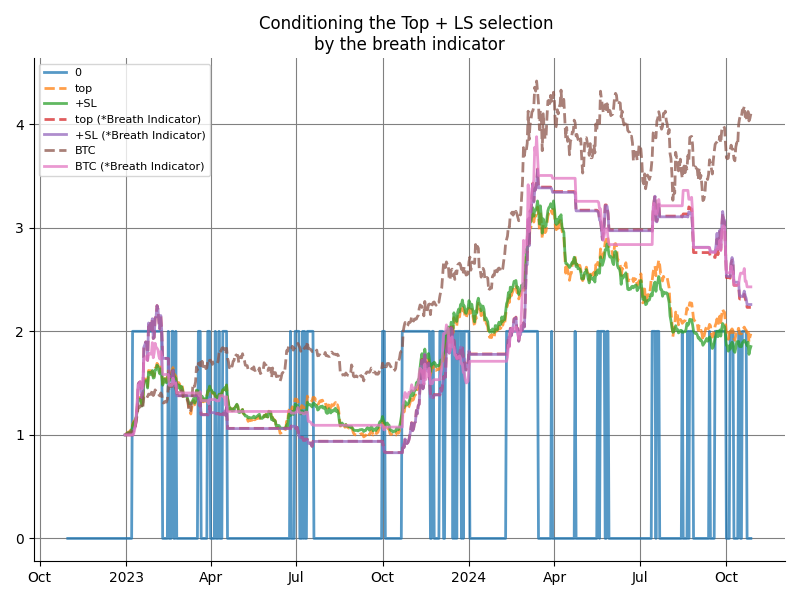 Conditioning the Top + LS selection
by the breath indicator
0
top
+SL
top (*Breath Indicator)
+SL (*Breath Indicator)
BTC
BTC (*Breath Indicator)
4
3
2
1
0
Oct
2023
Apr
Jul
Oct
2024
Apr
Jul
Oct